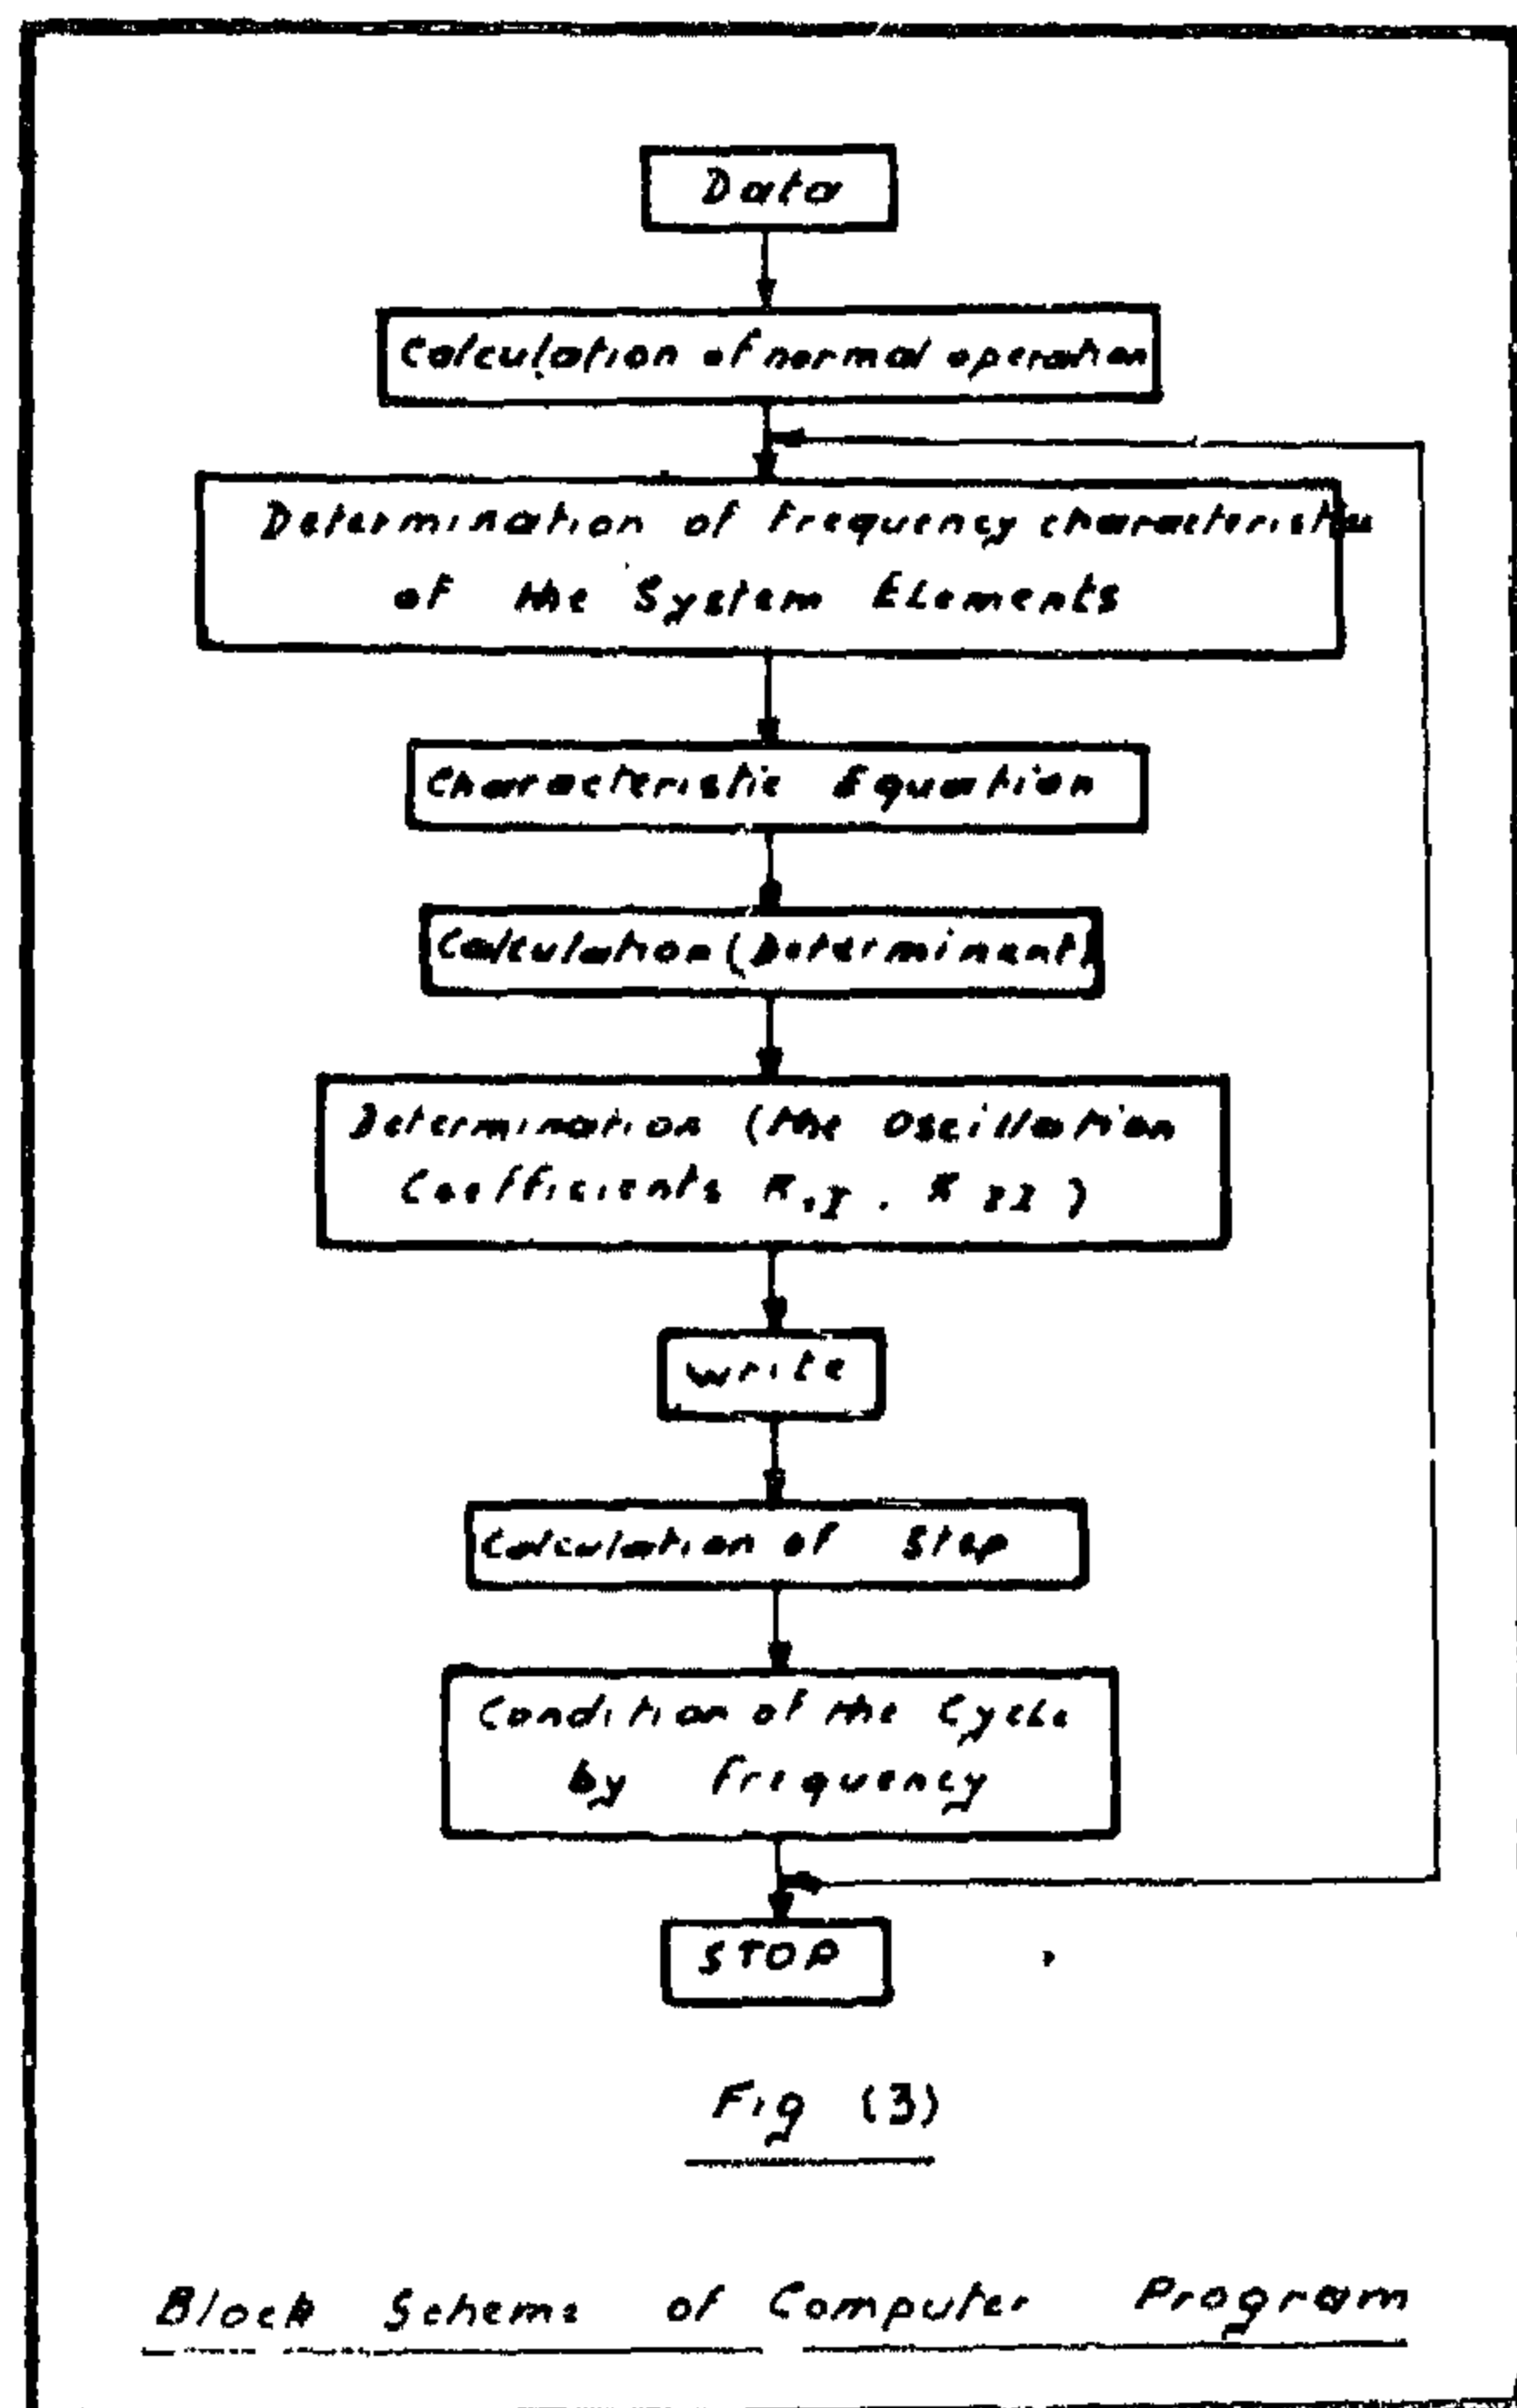 Data
Calculation of normal operation
Determination of Frequency characteristics
of the System Elements
Characteristic Equation
Calculation (Determinant)
Determination (the Oscillation
Coefficients
write
Calculation of Step
Condition of the Cycle
by Frequency
STOP
Fig (3)
Block Scheme of Computer Program